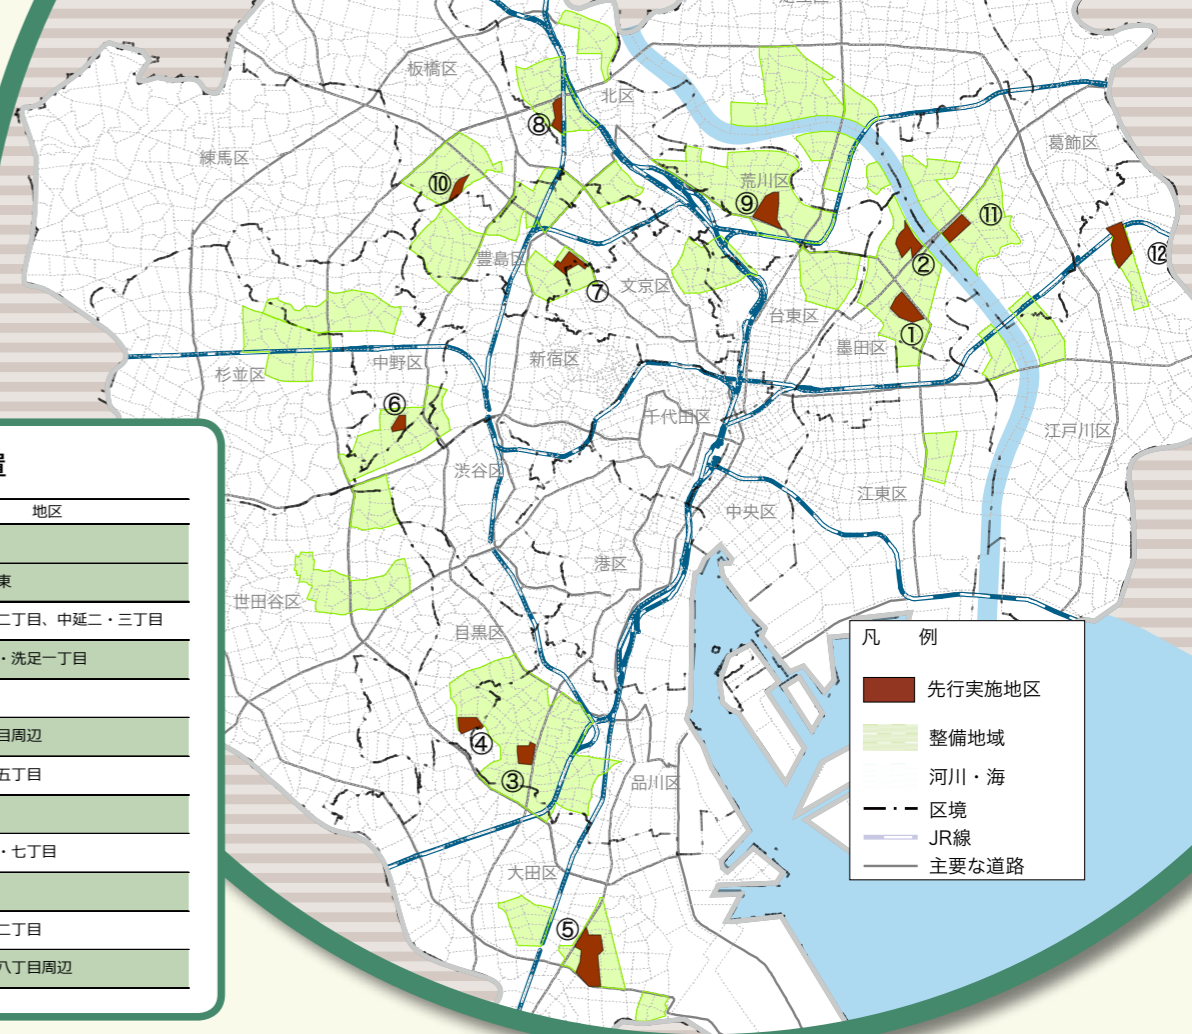 板橋区
北区
⑧
葛飾区
練馬区
⑩
荒川区
⑨
⑪
豊島区
②
⑫
文京区
⑦
台東区
①
墨田区
新宿区
中野区
杉並区
⑥
千代田区
江戸川区
渋谷区
江東区
中央区
港区
世田谷区
目黒区
④
③
品川区
大田区
⑤
地区
東
二丁目、中延二・三丁目
・洗足一丁目
目周辺
五丁目
・七丁目
二丁目
八丁目周辺
凡 例
先行実施地区
整備地域
河川・海
区境
JR線
主要な道路